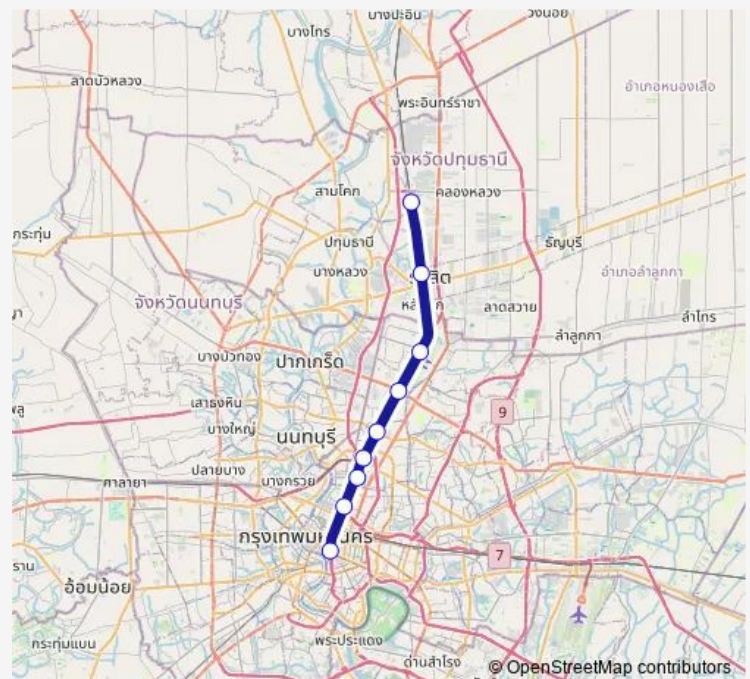 บางปะอิน
วังน้อย
บางไทร
ลาดบัวหลวง
อำเภอหนองเสือ
พระอินทร์ราชา
จังหวัดปทุมธานี
สามโคก
คลองหลวง
กระทุ่ม
ปทุมธานี
ธัญบุรี
บางหลวง
อำเภอลำลูกกา
จังหวัดนนทบุรี
ลาดสวาย
ลำไทร
บางบัวทอง
ปากเกร็ด
ลำลูกกา
เสาธงหิน
9
บางใหญ่
นนทบุรี
ปลายบาง
บางกรวย
ศาลายา
7
อ้อมน้อย
กระทุ่มแบน
พระประแดง
ด่านสำโรง
© OpenStreetMap contributors